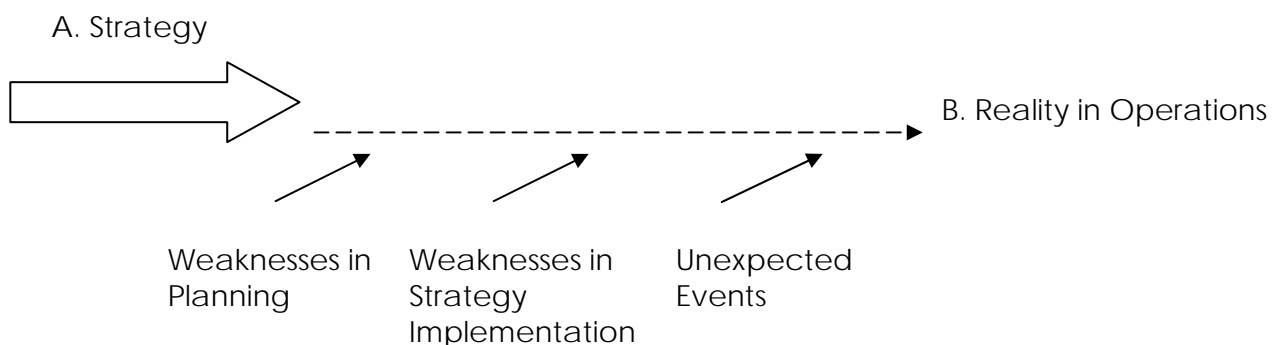 A. Strategy
B. Reality in Operations
Weaknesses in
Planning
Weaknesses in
Strategy
Implementation
Unexpected
Events